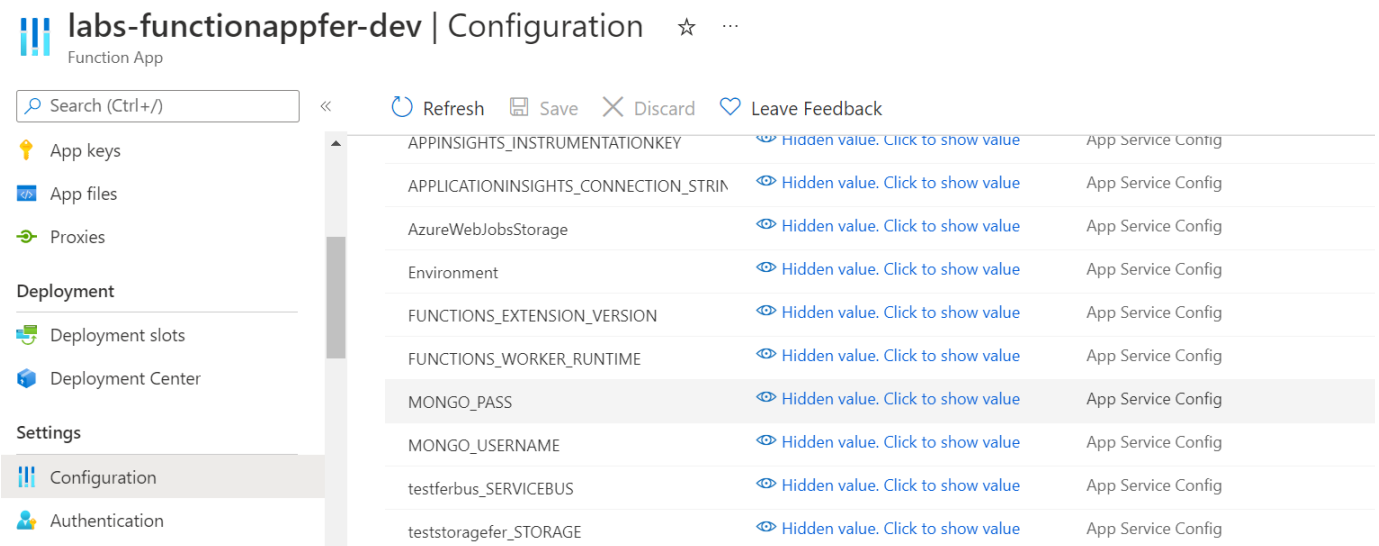 labs-functionappfer-dev | Configuration ☆ ...
Function App
Search (Ctrl+/) «
Refresh Save Discard Leave Feedback
App keys
App files
Proxies
Deployment
Deployment slots
Deployment Center
Settings
Configuration
Authentication
APPINSIGHTS_INSTRUMENTATIONKEY Hidden value. Click to show value App Service Config
APPLICATIONINSIGHTS_CONNECTION_STRIN Hidden value. Click to show value App Service Config
AzureWebJobsStorage Hidden value. Click to show value App Service Config
Environment Hidden value. Click to show value App Service Config
FUNCTIONS_EXTENSION_VERSION Hidden value. Click to show value App Service Config
FUNCTIONS_WORKER_RUNTIME Hidden value. Click to show value App Service Config
MONGO_PASS Hidden value. Click to show value App Service Config
MONGO_USERNAME Hidden value. Click to show value App Service Config
testferbus_SERVICEBUS Hidden value. Click to show value App Service Config
teststoragefer_STORAGE Hidden value. Click to show value App Service Config